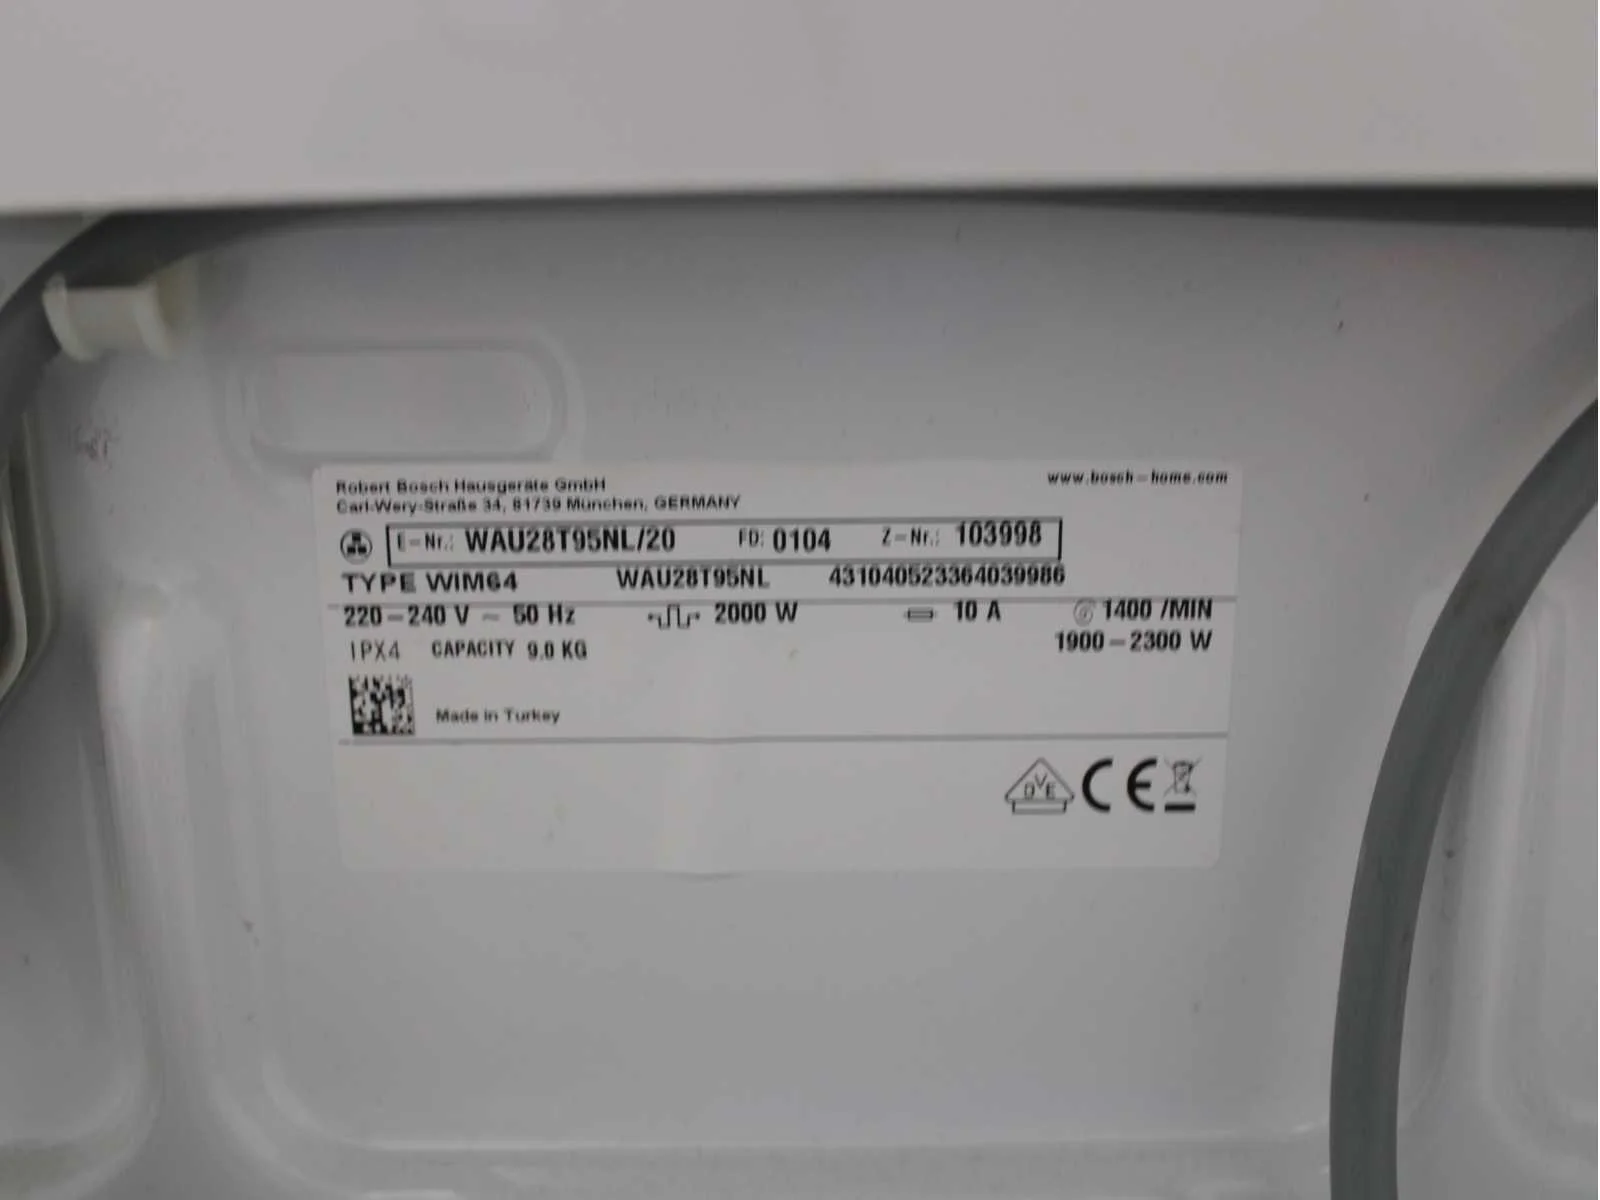 Robert Bosch Hausgeräte GmbH www.bosch-home.com
Carl-Wery-Straße 34, 81739 München, GERMANY
E-Nr.: WAU28T95NL/20 FD: 0104 Z-Nr.: 103998
TYPE WIM64 WAU28T95NL 431040523364039986
220-240 V ~ 50 Hz 2000 W 10 A 1400 /MIN
IPX4 CAPACITY 9.0 KG 1900-2300 W
Made in Turkey
DVE CE